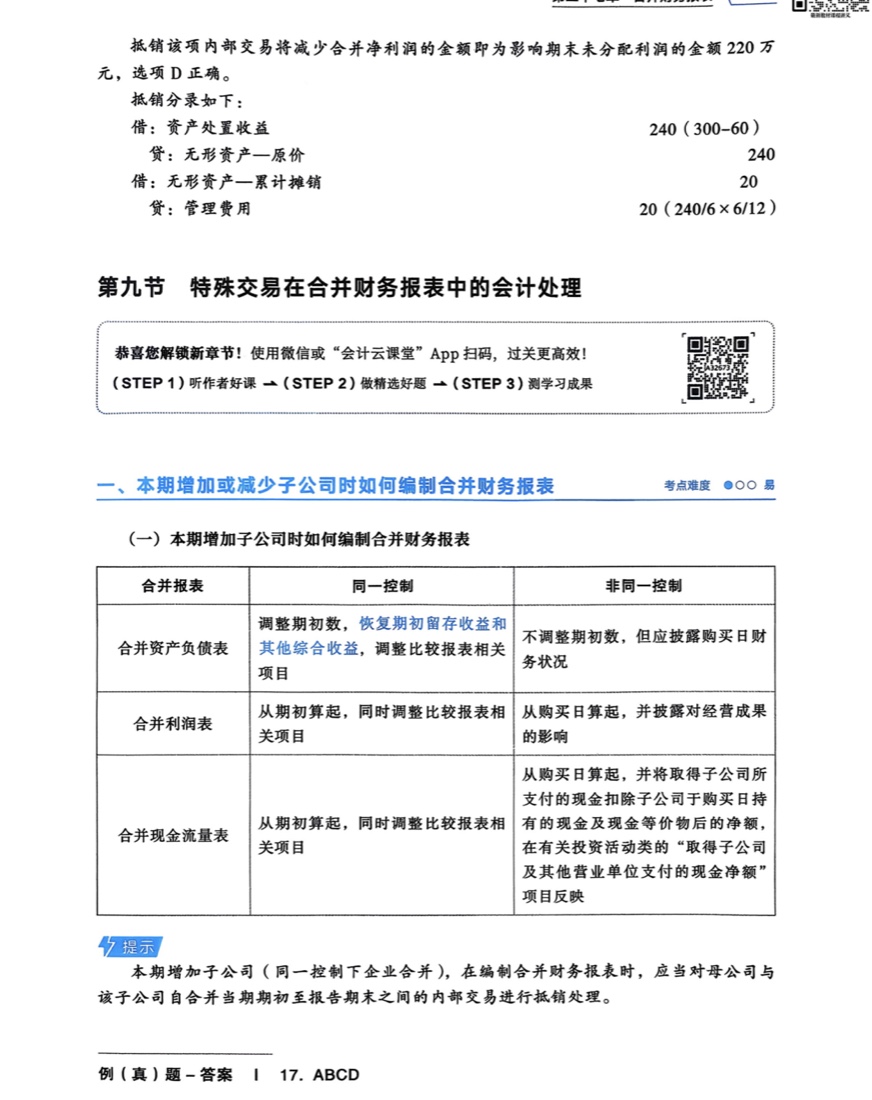 抵销该项内部交易将减少合并净利润的金额即为影响期末未分配利润的金额 220 万
元，选项 D 正确。
抵销分录如下：
借：资产处置收益 240（300–60）
贷：无形资产—原价 240
借：无形资产—累计摊销 20
贷：管理费用 20（240/6×6/12）
第九节 特殊交易在合并财务报表中的会计处理
恭喜您解锁新章节！使用微信或“会计云课堂”App 扫码，过关更高效！
（STEP 1）听作者好课 ⇀（STEP 2）做精选好题 ⇀（STEP 3）测学习成果
一、本期增加或减少子公司时如何编制合并财务报表 考点难度 ●○○ 易
（一）本期增加子公司时如何编制合并财务报表
合并报表 同一控制 非同一控制
合并资产负债表
调整期初数，恢复期初留存收益和
其他综合收益，调整比较报表相关
项目
不调整期初数，但应披露购买日财
务状况
合并利润表
从期初算起，同时调整比较报表相
关项目
从购买日算起，并披露对经营成果
的影响
合并现金流量表
从期初算起，同时调整比较报表相
关项目
从购买日算起，并将取得子公司所
支付的现金扣除子公司于购买日持
有的现金及现金等价物后的净额，
在有关投资活动类的“取得子公司
及其他营业单位支付的现金净额”
项目反映
提示
本期增加子公司（同一控制下企业合并），在编制合并财务报表时，应当对母公司与
该子公司自合并当期期初至报告期末之间的内部交易进行抵销处理。
例（真）题－答案 | 17. ABCD